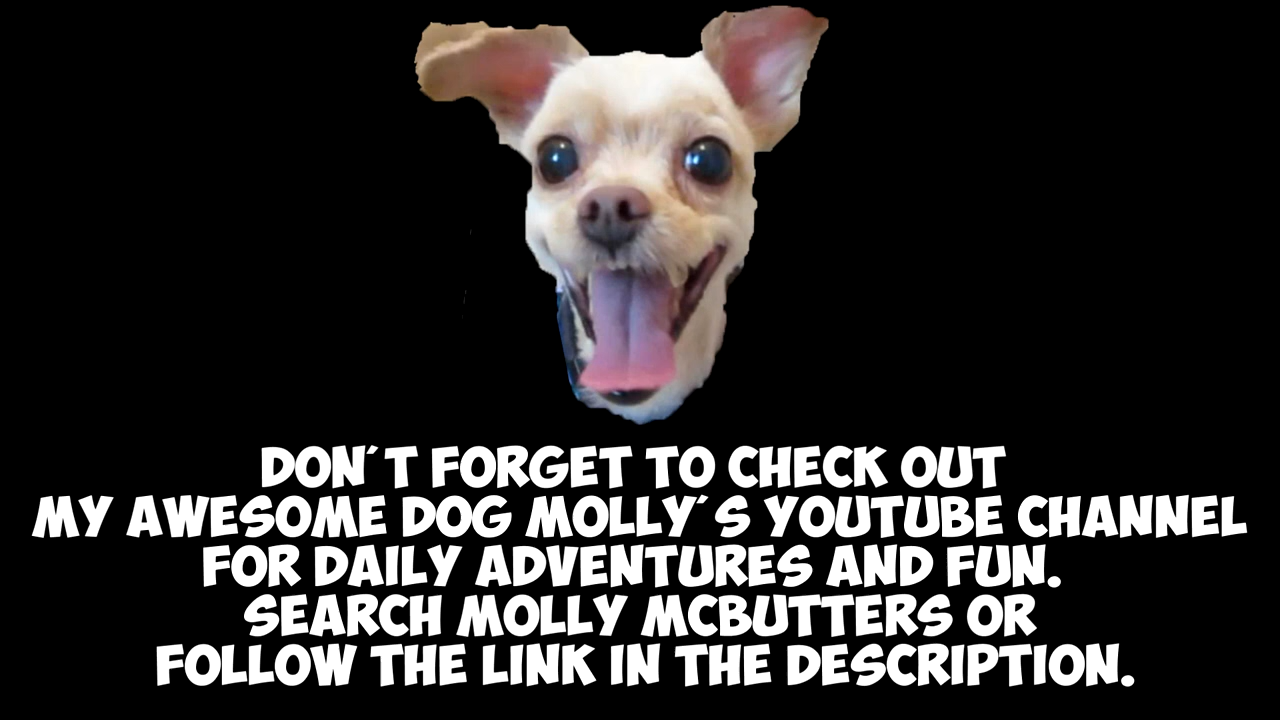 DON'T FORGET TO CHECK OUT
MY AWESOME DOG MOLLY'S YOUTUBE CHANNEL
FOR DAILY ADVENTURES AND FUN.
SEARCH MOLLY MCBUTTERS OR
FOLLOW THE LINK IN THE DESCRIPTION.